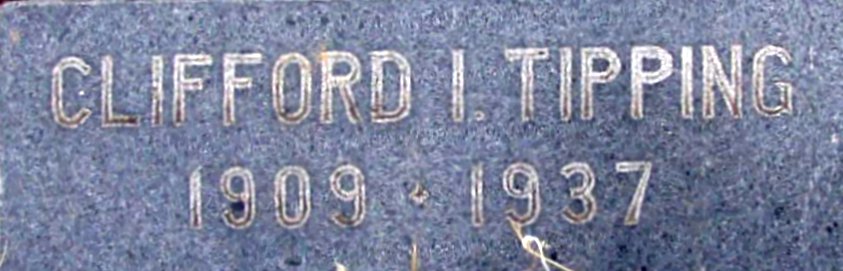 CLIFFORD I. TIPPING
1909 · 1937